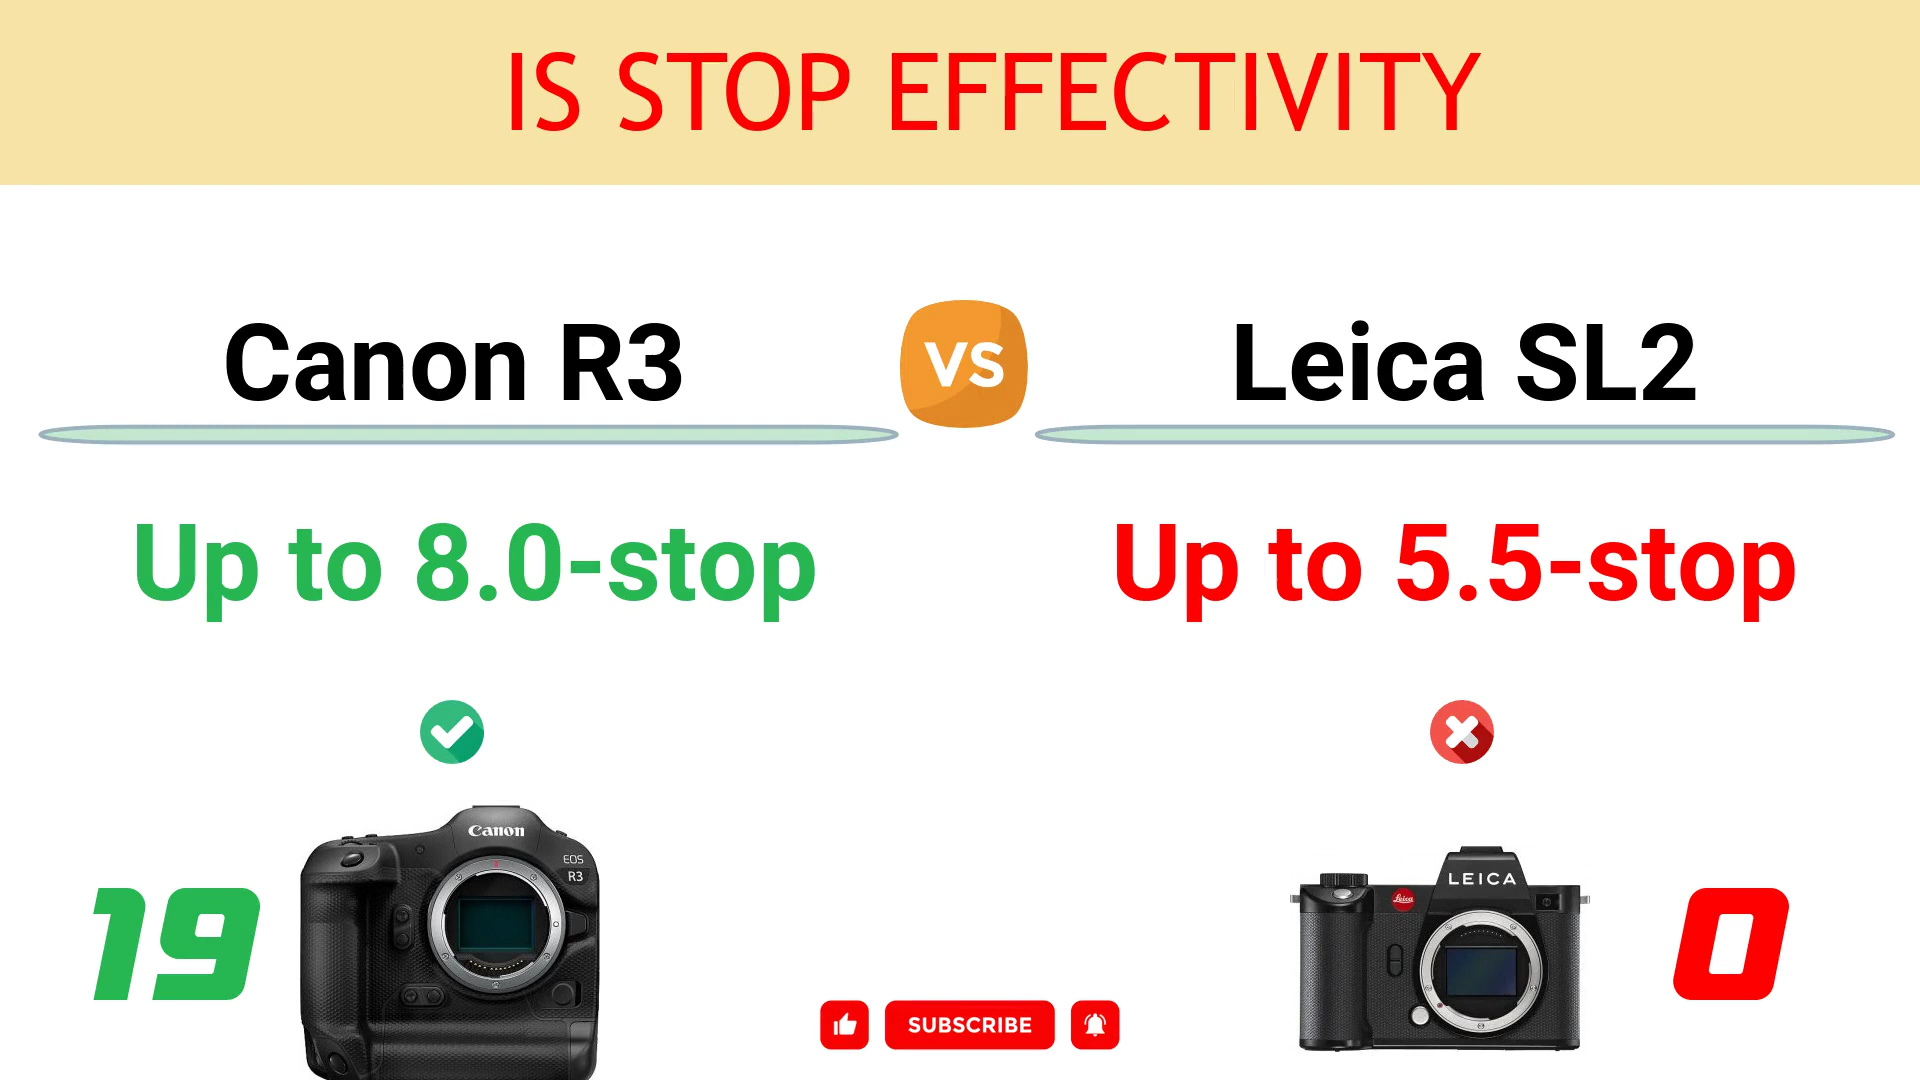 IS STOP EFFECTIVITY
Canon R3
VS
Leica SL2
Up to 8.0-stop
Up to 5.5-stop
Canon
EOS
R3
LEICA
Leica
19
0
SUBSCRIBE